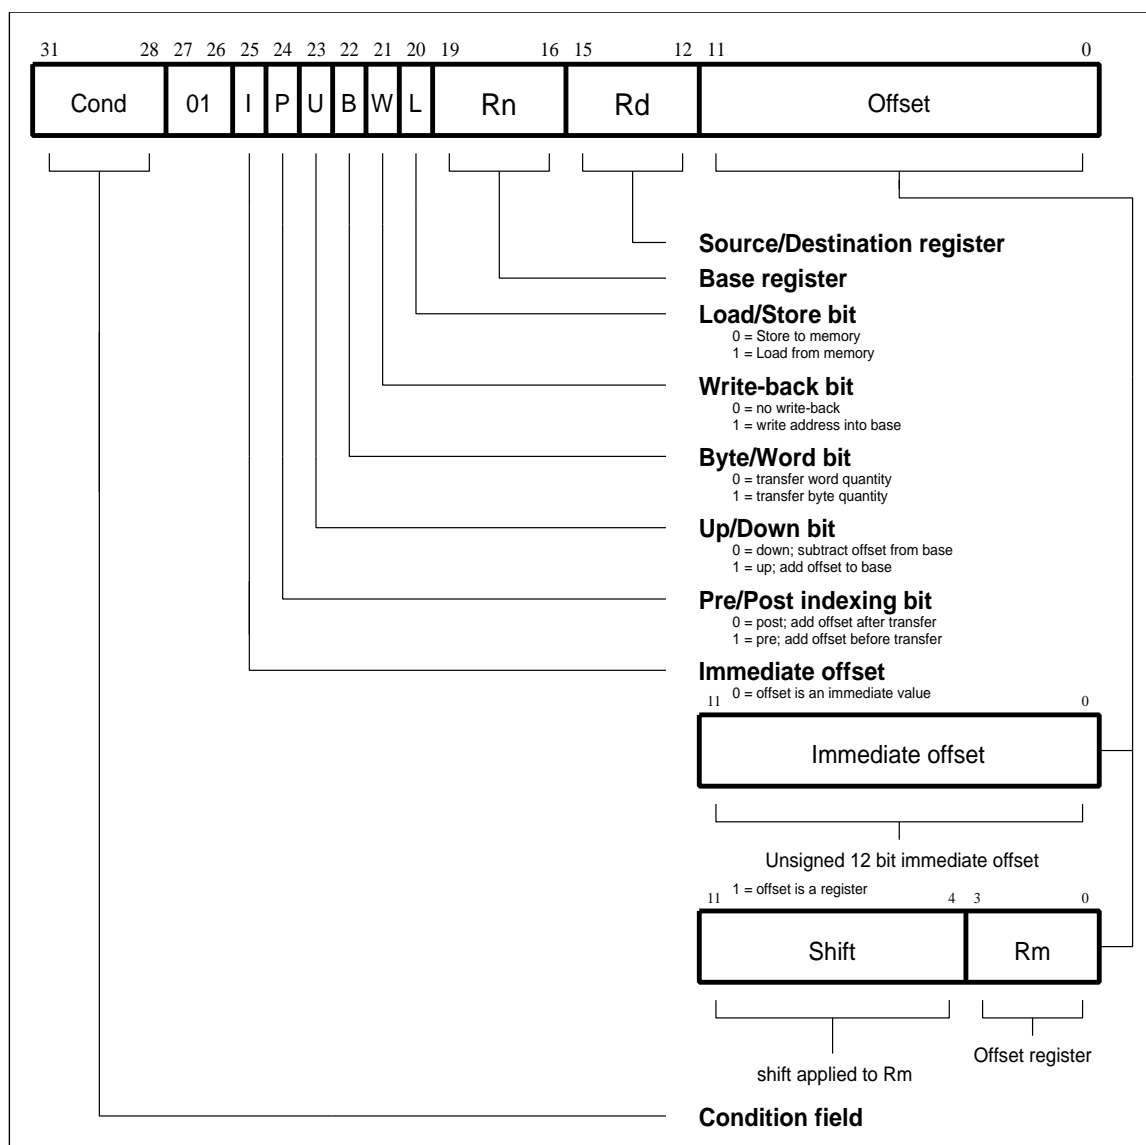 31 28 27 26 25 24 23 22 21 20 19 16 15 12 11 0
Cond 01 I P U B W L Rn Rd Offset
Source/Destination register
Base register
Load/Store bit
0 = Store to memory
1 = Load from memory
Write-back bit
0 = no write-back
1 = write address into base
Byte/Word bit
0 = transfer word quantity
1 = transfer byte quantity
Up/Down bit
0 = down; subtract offset from base
1 = up; add offset to base
Pre/Post indexing bit
0 = post; add offset after transfer
1 = pre; add offset before transfer
Immediate offset
0 = offset is an immediate value
11 0
Immediate offset
Unsigned 12 bit immediate offset
1 = offset is a register
11 4 3 0
Shift Rm
Offset register
shift applied to Rm
Condition field